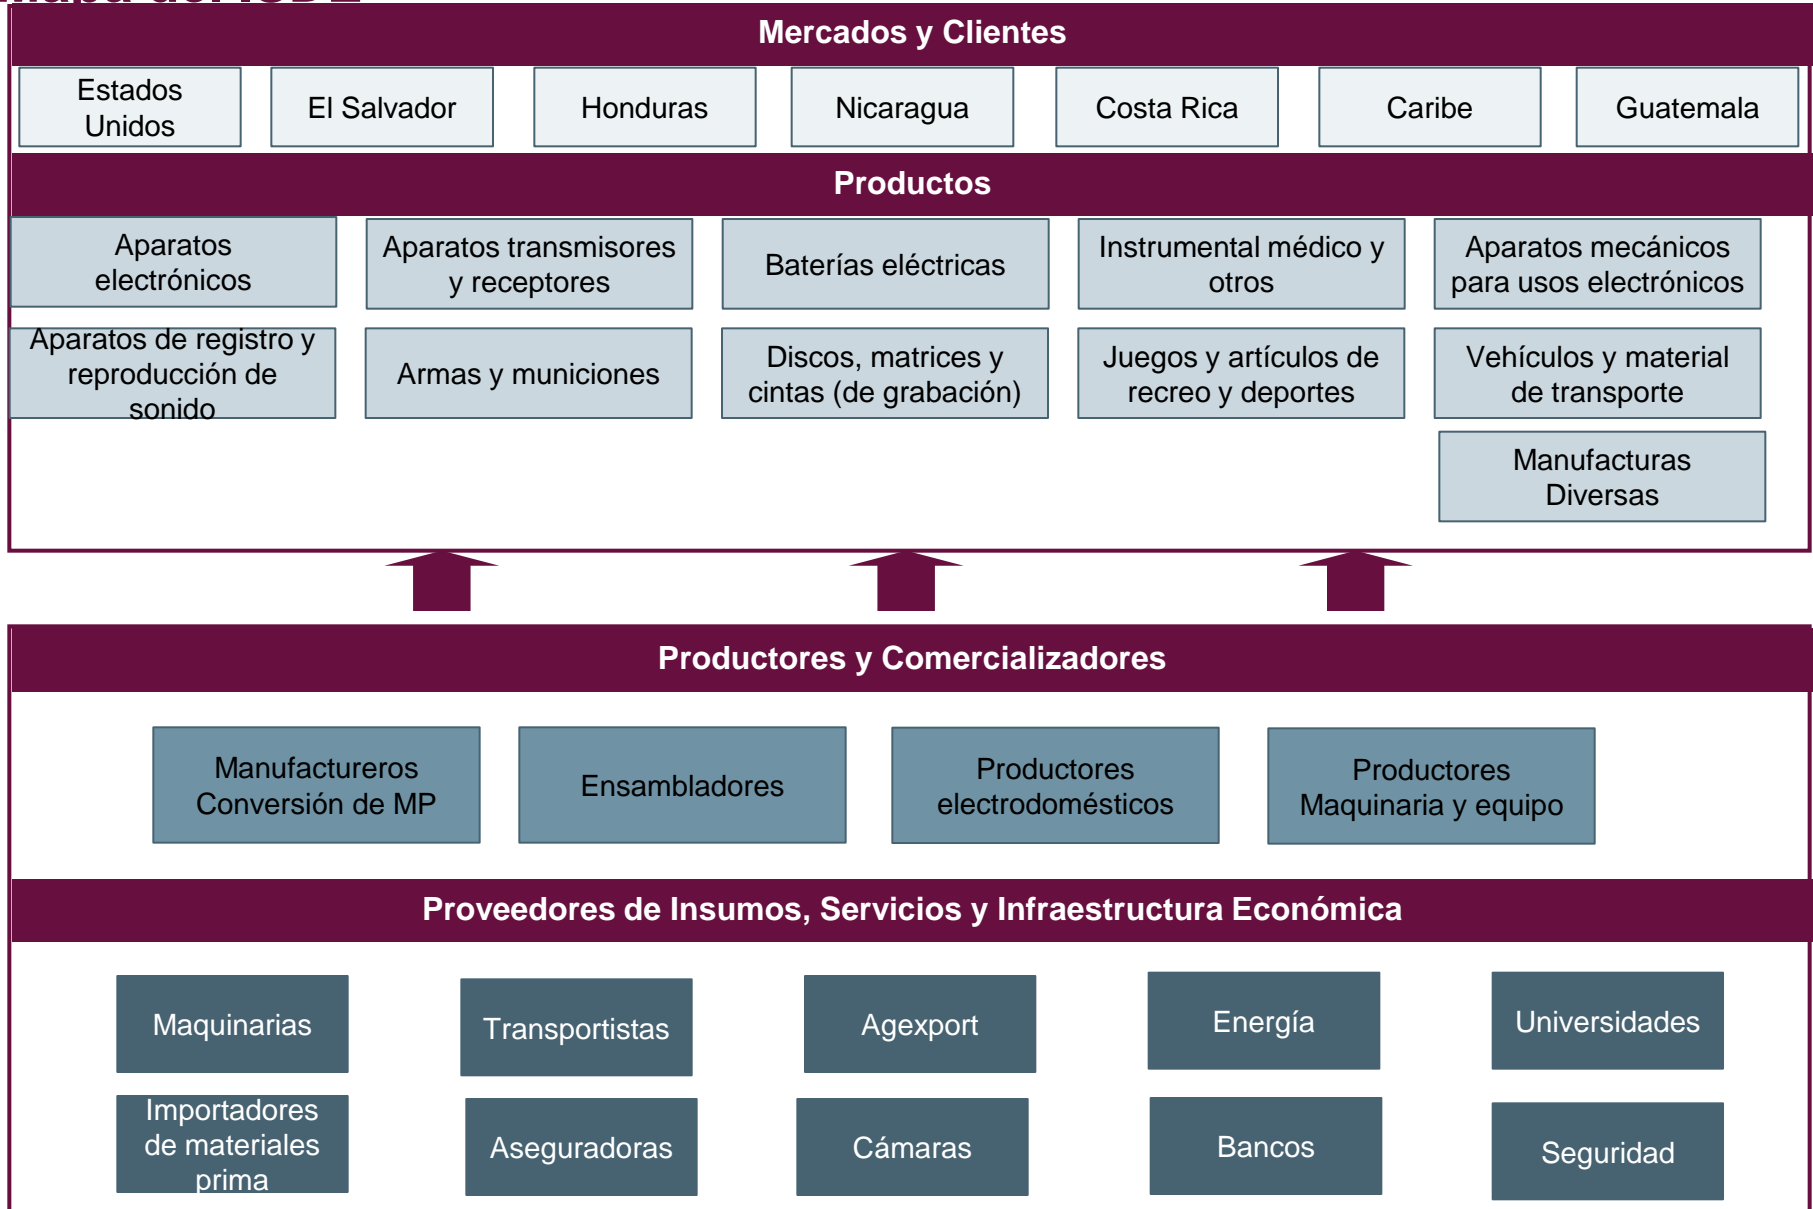 Mercados y Clientes
Estados
Unidos
El Salvador
Honduras
Nicaragua
Costa Rica
Caribe
Guatemala
Productos
Aparatos
electrónicos
Aparatos transmisores
y receptores
Baterías eléctricas
Instrumental médico y
otros
Aparatos mecánicos
para usos electrónicos
Aparatos de registro y
reproducción de
sonido
Armas y municiones
Discos, matrices y
cintas (de grabación)
Juegos y artículos de
recreo y deportes
Vehículos y material
de transporte
Manufacturas
Diversas
Productores y Comercializadores
Manufactureros
Conversión de MP
Ensambladores
Productores
electrodomésticos
Productores
Maquinaria y equipo
Proveedores de Insumos, Servicios y Infraestructura Económica
Maquinarias
Transportistas
Agexport
Energía
Universidades
Importadores
de materiales
prima
Aseguradoras
Cámaras
Bancos
Seguridad